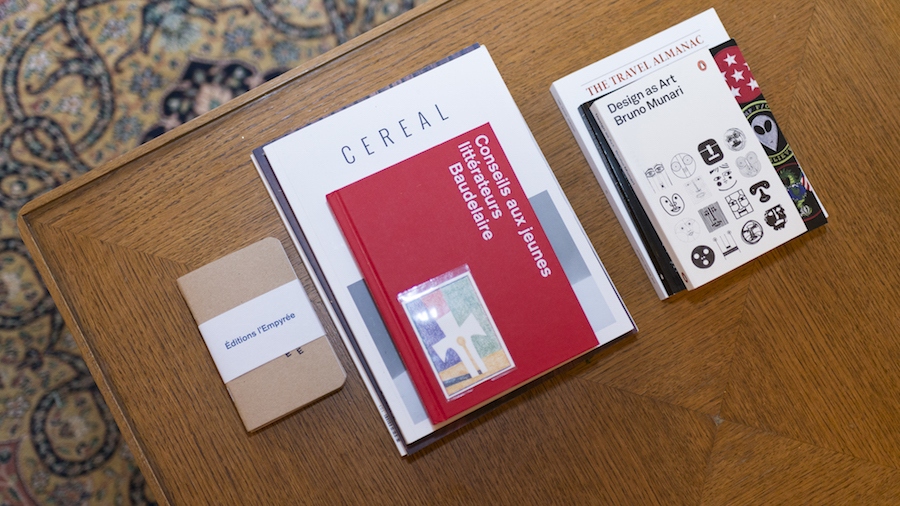 Éditions l'Empyrée
E E
CEREAL
Conseils aux jeunes
littérateurs
Baudelaire
THE TRAVEL ALMANAC
Design as Art
Bruno Munari